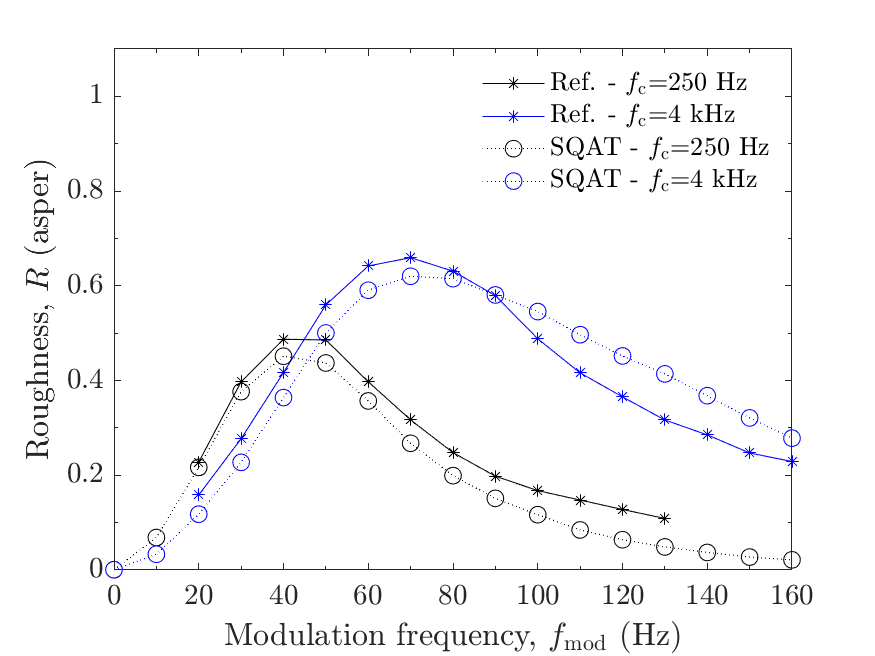 Ref. - fc=250 Hz
Ref. - fc=4 kHz
SQAT - fc=250 Hz
SQAT - fc=4 kHz
1
0.8
0.6
0.4
0.2
0
Roughness, R (asper)
0 20 40 60 80 100 120 140 160
Modulation frequency, fmod (Hz)